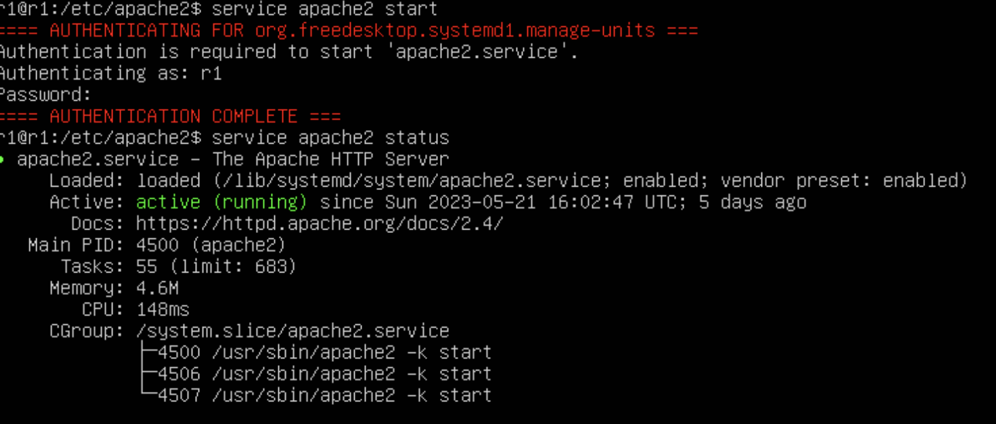 r1@r1:/etc/apache2$ service apache2 start
==== AUTHENTICATING FOR org.freedesktop.systemd1.manage-units ===
Authentication is required to start 'apache2.service'.
Authenticating as: r1
Password:
==== AUTHENTICATION COMPLETE ===
r1@r1:/etc/apache2$ service apache2 status
● apache2.service - The Apache HTTP Server
Loaded: loaded (/lib/systemd/system/apache2.service; enabled; vendor preset: enabled)
Active: active (running) since Sun 2023-05-21 16:02:47 UTC; 5 days ago
Docs: https://httpd.apache.org/docs/2.4/
Main PID: 4500 (apache2)
Tasks: 55 (limit: 683)
Memory: 4.6M
CPU: 148ms
CGroup: /system.slice/apache2.service
├─4500 /usr/sbin/apache2 -k start
├─4506 /usr/sbin/apache2 -k start
└─4507 /usr/sbin/apache2 -k start